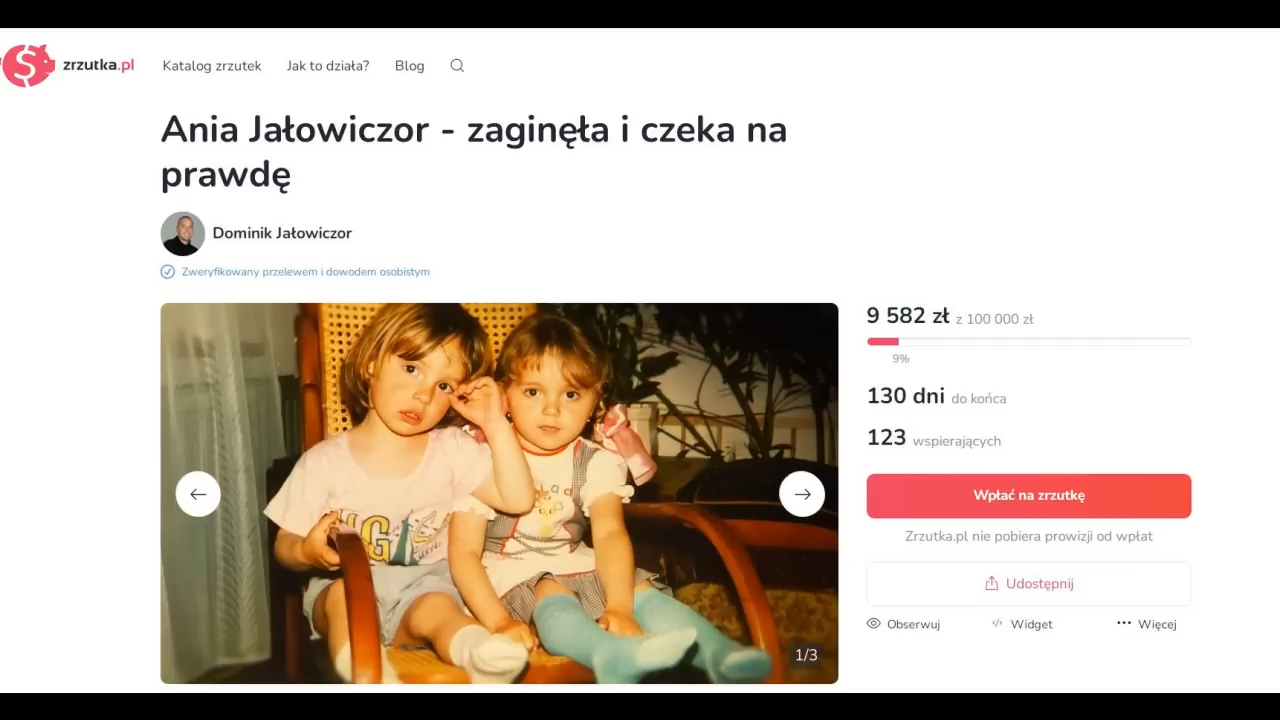 zrzutka.pl Katalog zrzutek Jak to działa? Blog
Ania Jałowiczor - zaginęła i czeka na
prawdę
Dominik Jałowiczor
Zweryfikowany przelewem i dowodem osobistym
9 582 zł z 100 000 zł
9%
130 dni do końca
123 wspierających
Wpłać na zrzutkę
Zrzutka.pl nie pobiera prowizji od wpłat
Udostępnij
Obserwuj Widget Więcej
1/3